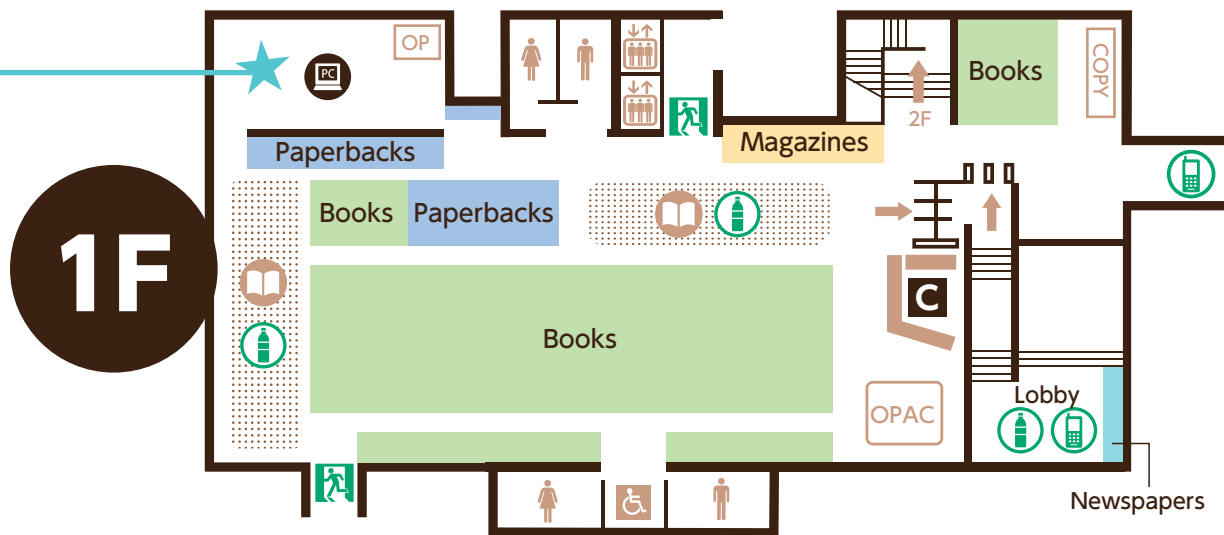 OP
PC
Books
COPY
2F
Magazines
Paperbacks
Books
Paperbacks
1F
C
Books
Lobby
OPAC
Newspapers